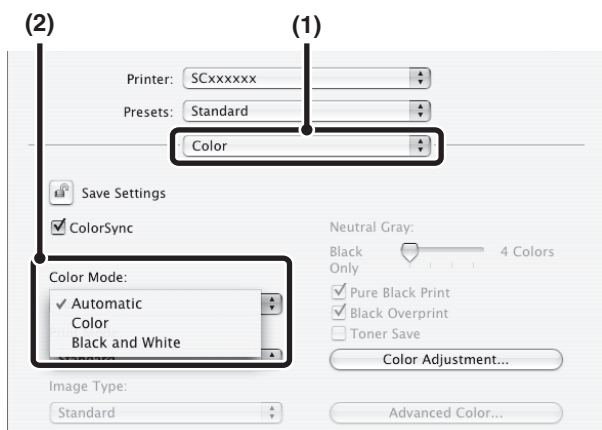 (2)
(1)
Printer: SCxxxxxx
Presets: Standard
Color
Save Settings
ColorSync
Neutral Gray:
Black Only
4 Colors
Color Mode:
✓ Automatic
Color
Black and White
Standard
Pure Black Print
Black Overprint
Toner Save
Color Adjustment...
Image Type:
Standard
Advanced Color...